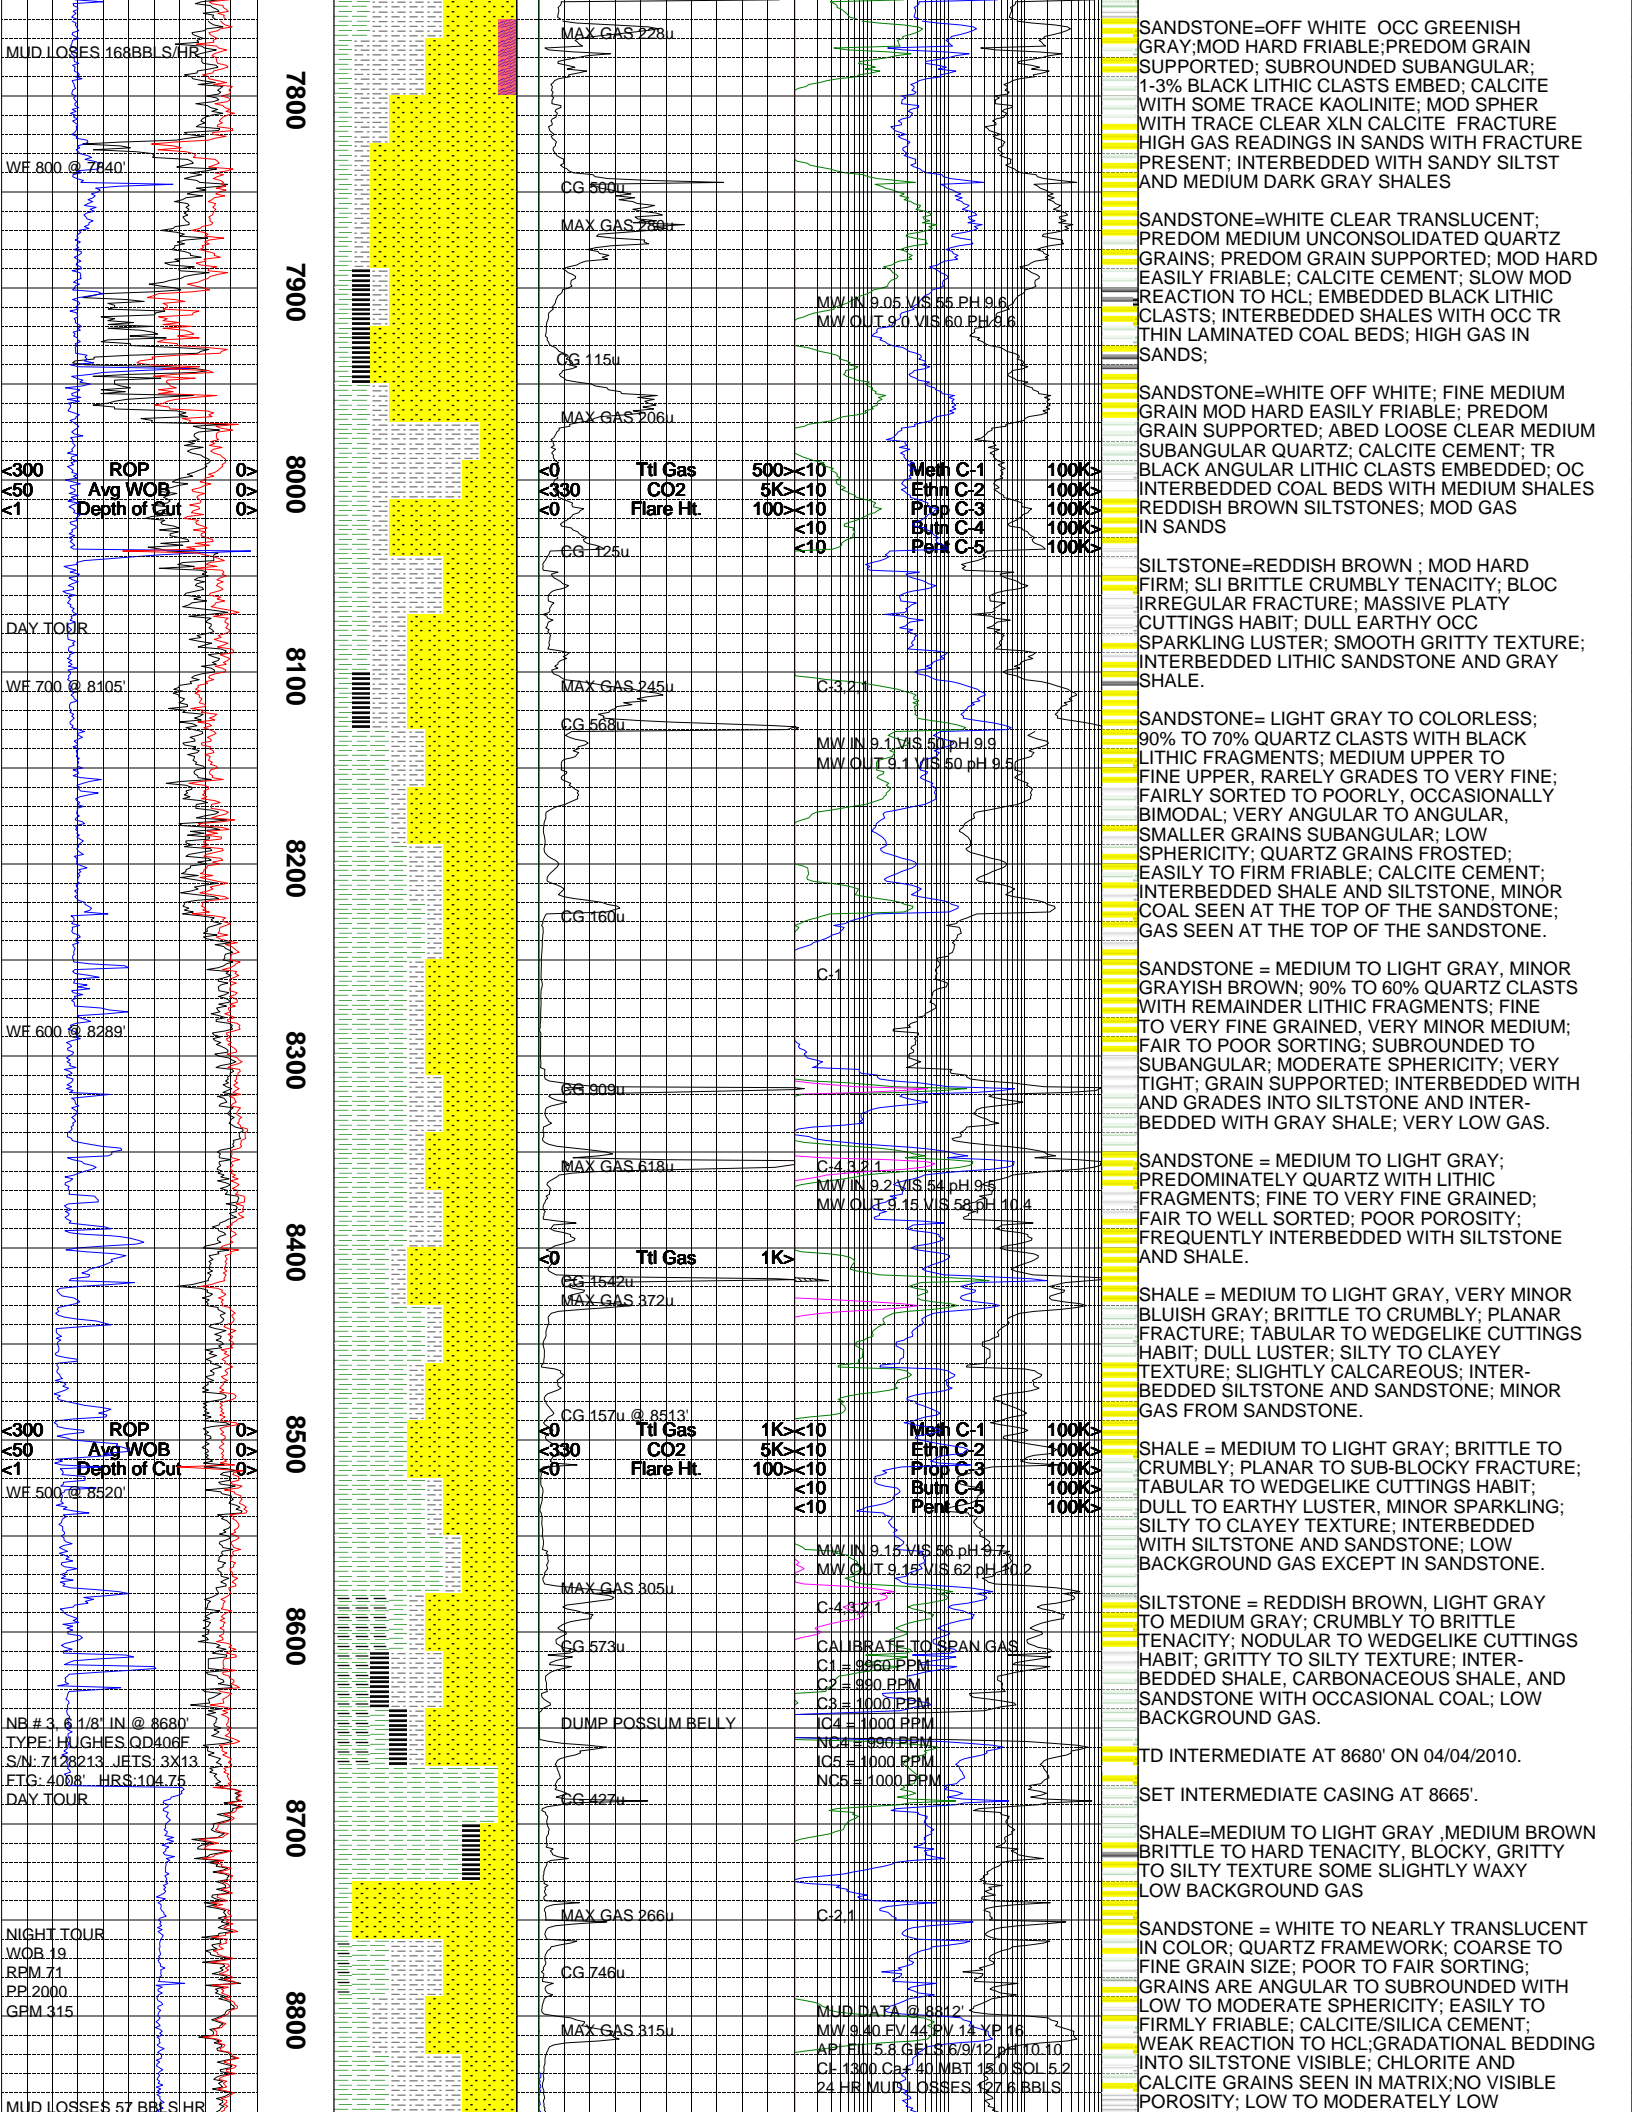 MUD LOSES 168BBLS/HR
WF 800 @ 7840'
<300 ROP 0>
<50 Avg WOB 0>
<1 Depth of Cut 0>
DAY TOUR
WF 700 @ 8105'
WF 600 @ 8289'
<300 ROP 0>
<50 Avg WOB 0>
<1 Depth of Cut 0>
WF 500 @ 8520'
NB # 3, 6 1/8" IN @ 8680'
TYPE: HUGHES QD406F
S/N: 7128213 JETS: 3X13
FTG: 4008' HRS:104.75
DAY TOUR
NIGHT TOUR
WOB 19
RPM 71
PP 2000
GPM 315
MUD LOSSES 57 BBLS HR
7800
7900
8000
8100
8200
8300
8400
8500
8600
8700
8800
MAX GAS 228u
CG 500u
MAX GAS 280u
CG 115u
MAX GAS 206u
<0 Ttl Gas 500>
<330 CO2 5K>
<0 Flare Ht. 100>
CG 125u
MAX GAS 245u
CG 568u
CG 160u
CG 909u
MAX GAS 618u
<0 Ttl Gas 1K>
CG 1542u
MAX GAS 372u
CG 157u @ 8513'
<0 Ttl Gas 1K>
<330 CO2 5K>
<0 Flare Ht. 100>
MAX GAS 305u
CG 573u
DUMP POSSUM BELLY
CG 427u
MAX GAS 266u
CG 746u
MAX GAS 315u
MW IN 9.05 VIS 55 PH 9.6
MW OUT 9.0 VIS 60 PH 9.6
<10 Meth C-1 100K>
<10 Ethn C-2 100K>
<10 Prop C-3 100K>
<10 Butn C-4 100K>
<10 Pent C-5 100K>
C-3,2,1
MW IN 9.1 VIS 50 pH 9.9
MW OUT 9.1 VIS 50 pH 9.5
C-1
C-4,3,2,1
MW IN 9.2 VIS 54 pH 9.5
MW OUT 9.15 VIS 58 pH 10.4
<10 Meth C-1 100K>
<10 Ethn C-2 100K>
<10 Prop C-3 100K>
<10 Butn C-4 100K>
<10 Pent C-5 100K>
MW IN 9.15 VIS 56 pH 9.7
MW OUT 9.15 VIS 62 pH 10.2
C-4,3,2,1
CALIBRATE TO SPAN GAS
C1 = 9960 PPM
C2 = 990 PPM
C3 = 1000 PPM
IC4 = 1000 PPM
NC4 = 990 PPM
IC5 = 1000 PPM
NC5 = 1000 PPM
C-2,1
MUD DATA @ 8812'
MW 9.40 FV 44 PV 14 YP 16
API FIL 5.8 GELS 6/9/12 pH 10.10
Cl- 1300 Ca+ 40 MBT 15.0 SOL 5.2
24 HR MUD LOSSES 127.6 BBLS
SANDSTONE=OFF WHITE OCC GREENISH
GRAY;MOD HARD FRIABLE;PREDOM GRAIN
SUPPORTED; SUBROUNDED SUBANGULAR;
1-3% BLACK LITHIC CLASTS EMBED; CALCITE
WITH SOME TRACE KAOLINITE; MOD SPHER
WITH TRACE CLEAR XLN CALCITE FRACTURE
HIGH GAS READINGS IN SANDS WITH FRACTURE
PRESENT; INTERBEDDED WITH SANDY SILTST
AND MEDIUM DARK GRAY SHALES
SANDSTONE=WHITE CLEAR TRANSLUCENT;
PREDOM MEDIUM UNCONSOLIDATED QUARTZ
GRAINS; PREDOM GRAIN SUPPORTED; MOD HARD
EASILY FRIABLE; CALCITE CEMENT; SLOW MOD
REACTION TO HCL; EMBEDDED BLACK LITHIC
CLASTS; INTERBEDDED SHALES WITH OCC TR
THIN LAMINATED COAL BEDS; HIGH GAS IN
SANDS;
SANDSTONE=WHITE OFF WHITE; FINE MEDIUM
GRAIN MOD HARD EASILY FRIABLE; PREDOM
GRAIN SUPPORTED; ABED LOOSE CLEAR MEDIUM
SUBANGULAR QUARTZ; CALCITE CEMENT; TR
BLACK ANGULAR LITHIC CLASTS EMBEDDED; OC
INTERBEDDED COAL BEDS WITH MEDIUM SHALES
REDDISH BROWN SILTSTONES; MOD GAS
IN SANDS
SILTSTONE=REDDISH BROWN ; MOD HARD
FIRM; SLI BRITTLE CRUMBLY TENACITY; BLOC
IRREGULAR FRACTURE; MASSIVE PLATY
CUTTINGS HABIT; DULL EARTHY OCC
SPARKLING LUSTER; SMOOTH GRITTY TEXTURE;
INTERBEDDED LITHIC SANDSTONE AND GRAY
SHALE.
SANDSTONE= LIGHT GRAY TO COLORLESS;
90% TO 70% QUARTZ CLASTS WITH BLACK
LITHIC FRAGMENTS; MEDIUM UPPER TO
FINE UPPER, RARELY GRADES TO VERY FINE;
FAIRLY SORTED TO POORLY, OCCASIONALLY
BIMODAL; VERY ANGULAR TO ANGULAR,
SMALLER GRAINS SUBANGULAR; LOW
SPHERICITY; QUARTZ GRAINS FROSTED;
EASILY TO FIRM FRIABLE; CALCITE CEMENT;
INTERBEDDED SHALE AND SILTSTONE, MINOR
COAL SEEN AT THE TOP OF THE SANDSTONE;
GAS SEEN AT THE TOP OF THE SANDSTONE.
SANDSTONE = MEDIUM TO LIGHT GRAY, MINOR
GRAYISH BROWN; 90% TO 60% QUARTZ CLASTS
WITH REMAINDER LITHIC FRAGMENTS; FINE
TO VERY FINE GRAINED, VERY MINOR MEDIUM;
FAIR TO POOR SORTING; SUBROUNDED TO
SUBANGULAR; MODERATE SPHERICITY; VERY
TIGHT; GRAIN SUPPORTED; INTERBEDDED WITH
AND GRADES INTO SILTSTONE AND INTER-
BEDDED WITH GRAY SHALE; VERY LOW GAS.
SANDSTONE = MEDIUM TO LIGHT GRAY;
PREDOMINATELY QUARTZ WITH LITHIC
FRAGMENTS; FINE TO VERY FINE GRAINED;
FAIR TO WELL SORTED; POOR POROSITY;
FREQUENTLY INTERBEDDED WITH SILTSTONE
AND SHALE.
SHALE = MEDIUM TO LIGHT GRAY, VERY MINOR
BLUISH GRAY; BRITTLE TO CRUMBLY; PLANAR
FRACTURE; TABULAR TO WEDGELIKE CUTTINGS
HABIT; DULL LUSTER; SILTY TO CLAYEY
TEXTURE; SLIGHTLY CALCAREOUS; INTER-
BEDDED SILTSTONE AND SANDSTONE; MINOR
GAS FROM SANDSTONE.
SHALE = MEDIUM TO LIGHT GRAY; BRITTLE TO
CRUMBLY; PLANAR TO SUB-BLOCKY FRACTURE;
TABULAR TO WEDGELIKE CUTTINGS HABIT;
DULL TO EARTHY LUSTER, MINOR SPARKLING;
SILTY TO CLAYEY TEXTURE; INTERBEDDED
WITH SILTSTONE AND SANDSTONE; LOW
BACKGROUND GAS EXCEPT IN SANDSTONE.
SILTSTONE = REDDISH BROWN, LIGHT GRAY
TO MEDIUM GRAY; CRUMBLY TO BRITTLE
TENACITY; NODULAR TO WEDGELIKE CUTTINGS
HABIT; GRITTY TO SILTY TEXTURE; INTER-
BEDDED SHALE, CARBONACEOUS SHALE, AND
SANDSTONE WITH OCCASIONAL COAL; LOW
BACKGROUND GAS.
TD INTERMEDIATE AT 8680' ON 04/04/2010.
SET INTERMEDIATE CASING AT 8665'.
SHALE=MEDIUM TO LIGHT GRAY ,MEDIUM BROWN
BRITTLE TO HARD TENACITY, BLOCKY, GRITTY
TO SILTY TEXTURE SOME SLIGHTLY WAXY
LOW BACKGROUND GAS
SANDSTONE = WHITE TO NEARLY TRANSLUCENT
IN COLOR; QUARTZ FRAMEWORK; COARSE TO
FINE GRAIN SIZE; POOR TO FAIR SORTING;
GRAINS ARE ANGULAR TO SUBROUNDED WITH
LOW TO MODERATE SPHERICITY; EASILY TO
FIRMLY FRIABLE; CALCITE/SILICA CEMENT;
WEAK REACTION TO HCL;GRADATIONAL BEDDING
INTO SILTSTONE VISIBLE; CHLORITE AND
CALCITE GRAINS SEEN IN MATRIX;NO VISIBLE
POROSITY; LOW TO MODERATELY LOW